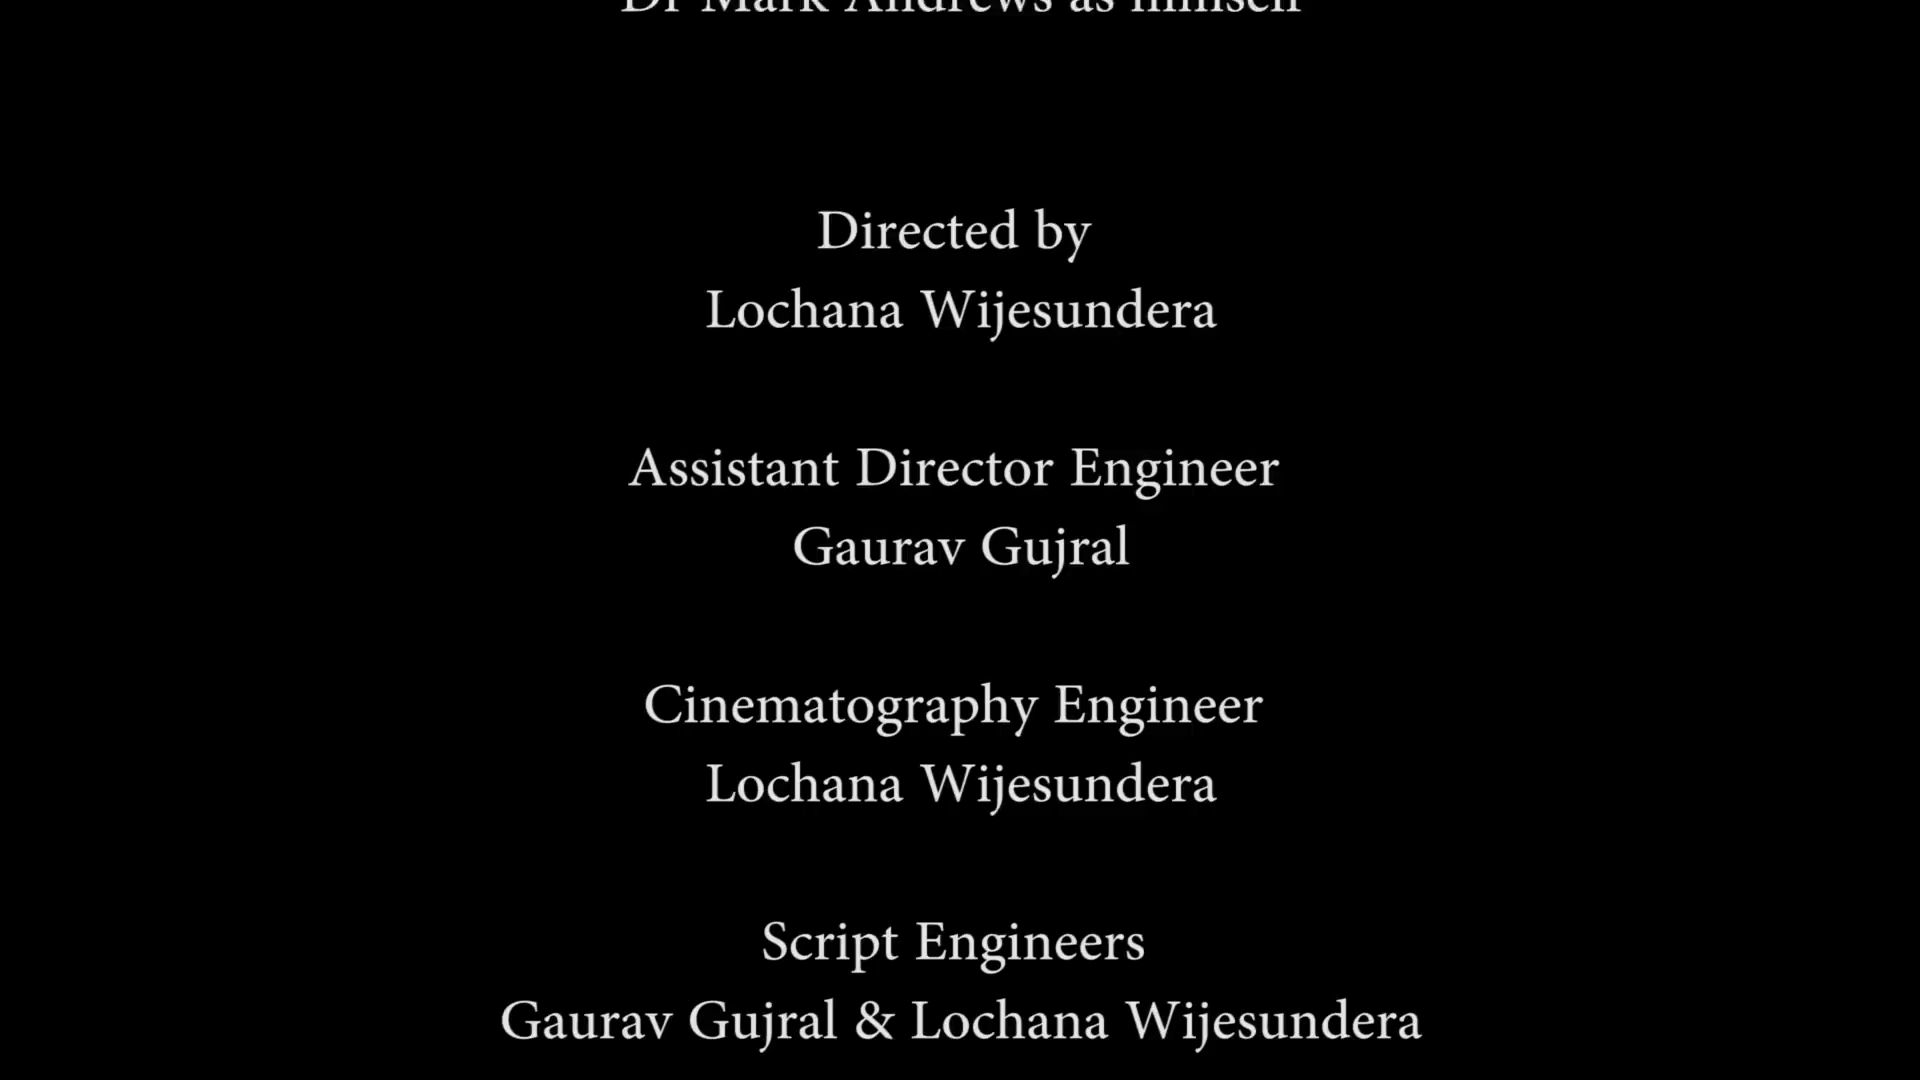 Dr Mark Andrews as himself
Directed by
Lochana Wijesundera
Assistant Director Engineer
Gaurav Gujral
Cinematography Engineer
Lochana Wijesundera
Script Engineers
Gaurav Gujral & Lochana Wijesundera